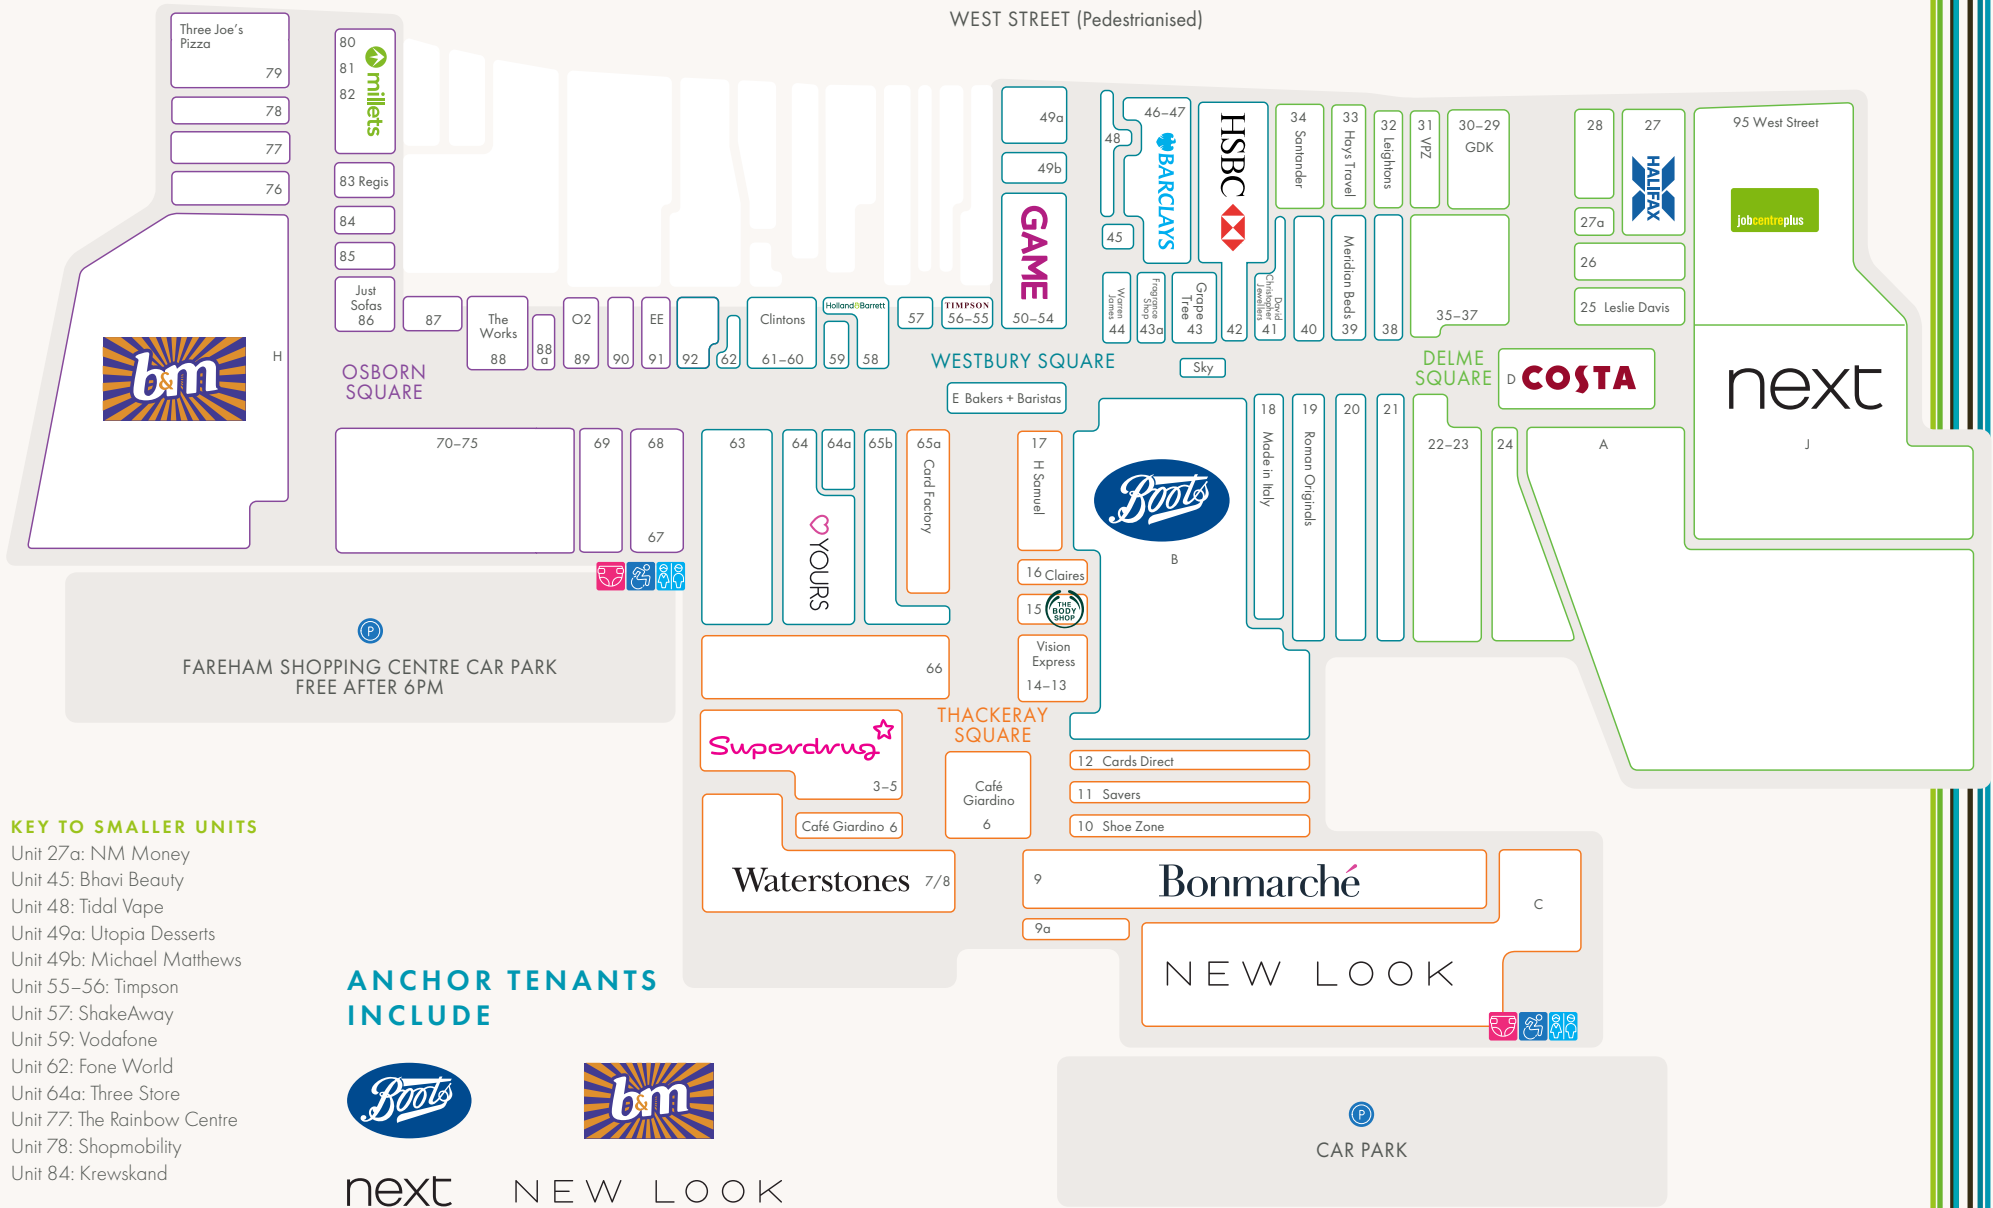 WEST STREET (Pedestrianised)
Three Joe's
Pizza
79
78
77
76
80
81
82
millets
83 Regis
84
85
Just
Sofas
86
b&m
H
OSBORN
SQUARE
87
The
Works
88
88
a
O2
89
90
EE
91
92
62
Clintons
61–60
Holland&Barrett
59
58
57
TIMPSON
56–55
49a
49b
GAME
50–54
WESTBURY SQUARE
E Bakers + Baristas
48
46–47
BARCLAYS
45
HSBC
Warren
James
44
Fragrance
Shop
43a
Grape
Tree
43
42
David
Christopher
Jewellers
41
40
34
Santander
33
Hays Travel
32
Leightons
31
VPZ
30–29
GDK
Meridian Beds
39
38
35–37
Sky
DELME
SQUARE
D COSTA
28
27
HALIFAX
27a
26
25 Leslie Davis
95 West Street
jobcentreplus
next
J
70–75
69
68
67
63
64
64a
YOURS
65b
65a
Card Factory
66
17
H Samuel
16 Claires
15
THE
BODY
SHOP
Vision
Express
14–13
Boots
B
18
Made in Italy
19
Roman Originals
20
21
22–23
24
A
P
FAREHAM SHOPPING CENTRE CAR PARK
FREE AFTER 6PM
THACKERAY
SQUARE
Superdrug
3–5
Café Giardino 6
Café
Giardino
6
12 Cards Direct
11 Savers
10 Shoe Zone
Waterstones 7/8
9
Bonmarché
9a
C
NEW LOOK
P
CAR PARK
KEY TO SMALLER UNITS
Unit 27a: NM Money
Unit 45: Bhavi Beauty
Unit 48: Tidal Vape
Unit 49a: Utopia Desserts
Unit 49b: Michael Matthews
Unit 55–56: Timpson
Unit 57: ShakeAway
Unit 59: Vodafone
Unit 62: Fone World
Unit 64a: Three Store
Unit 77: The Rainbow Centre
Unit 78: Shopmobility
Unit 84: Krewskand
ANCHOR TENANTS
INCLUDE
Boots
b&m
next
NEW LOOK